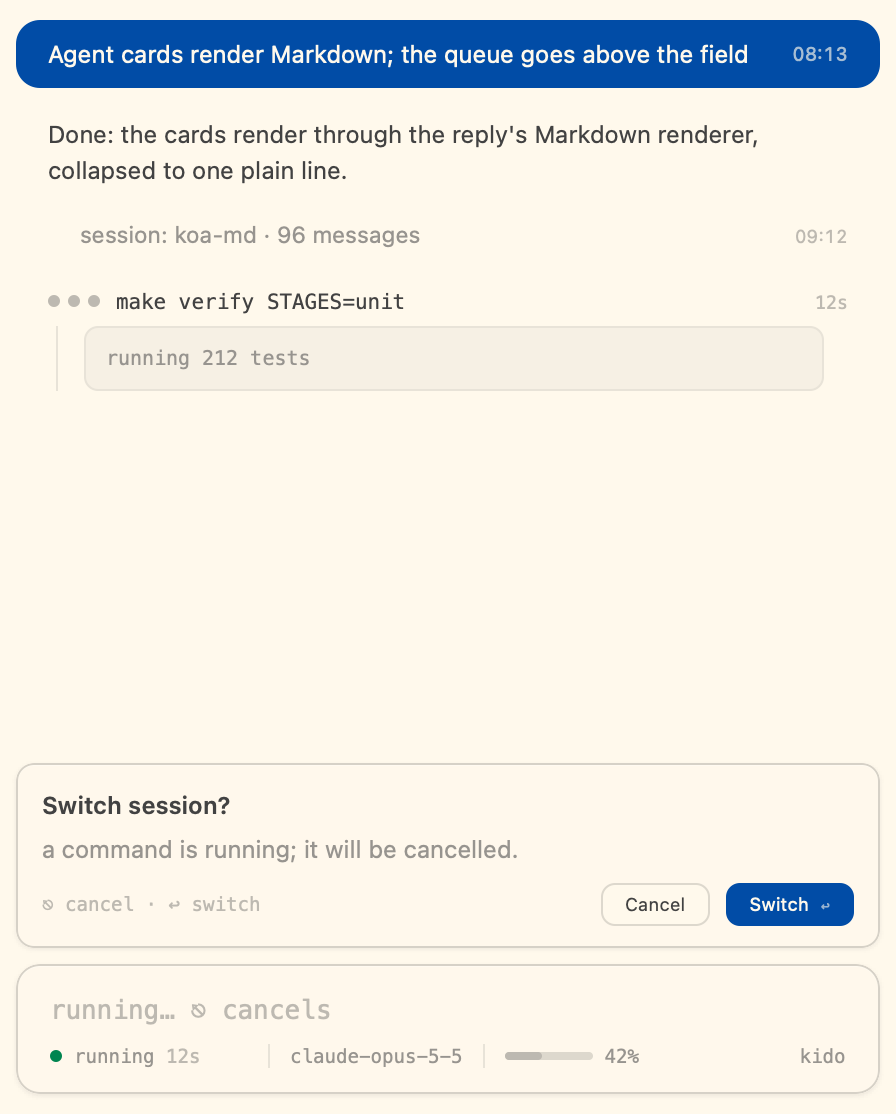 Agent cards render Markdown; the queue goes above the field 08:13
Done: the cards render through the reply's Markdown renderer,
collapsed to one plain line.
session: koa-md · 96 messages 09:12
make verify STAGES=unit 12s
running 212 tests
Switch session?
a command is running; it will be cancelled.
⎋ cancel · ↩ switch Cancel Switch ↩
running… ⎋ cancels
running 12s claude-opus-5-5 42% kido